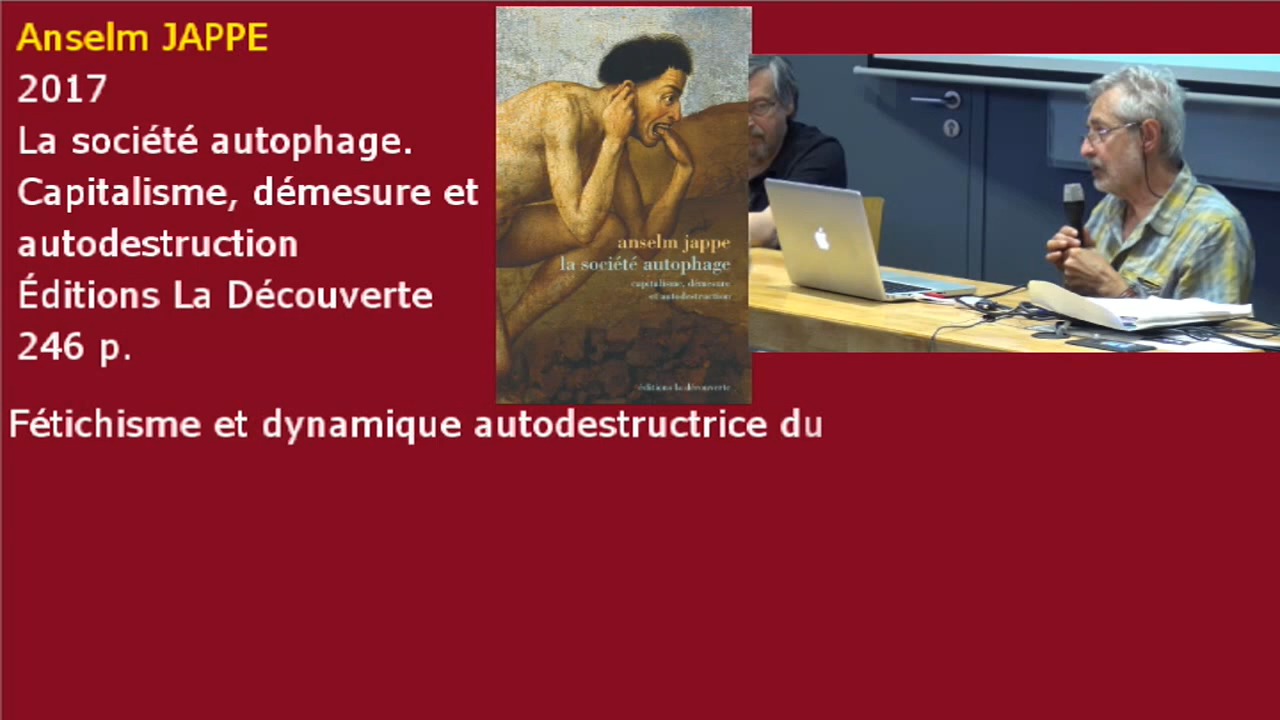 Anselm JAPPE
2017
La société autophage.
Capitalisme, démesure et
autodestruction
Éditions La Découverte
246 p.
anselm jappe
la société autophage
capitalisme, démesure
et autodestruction
éditions la découverte
Fétichisme et dynamique autodestructrice du